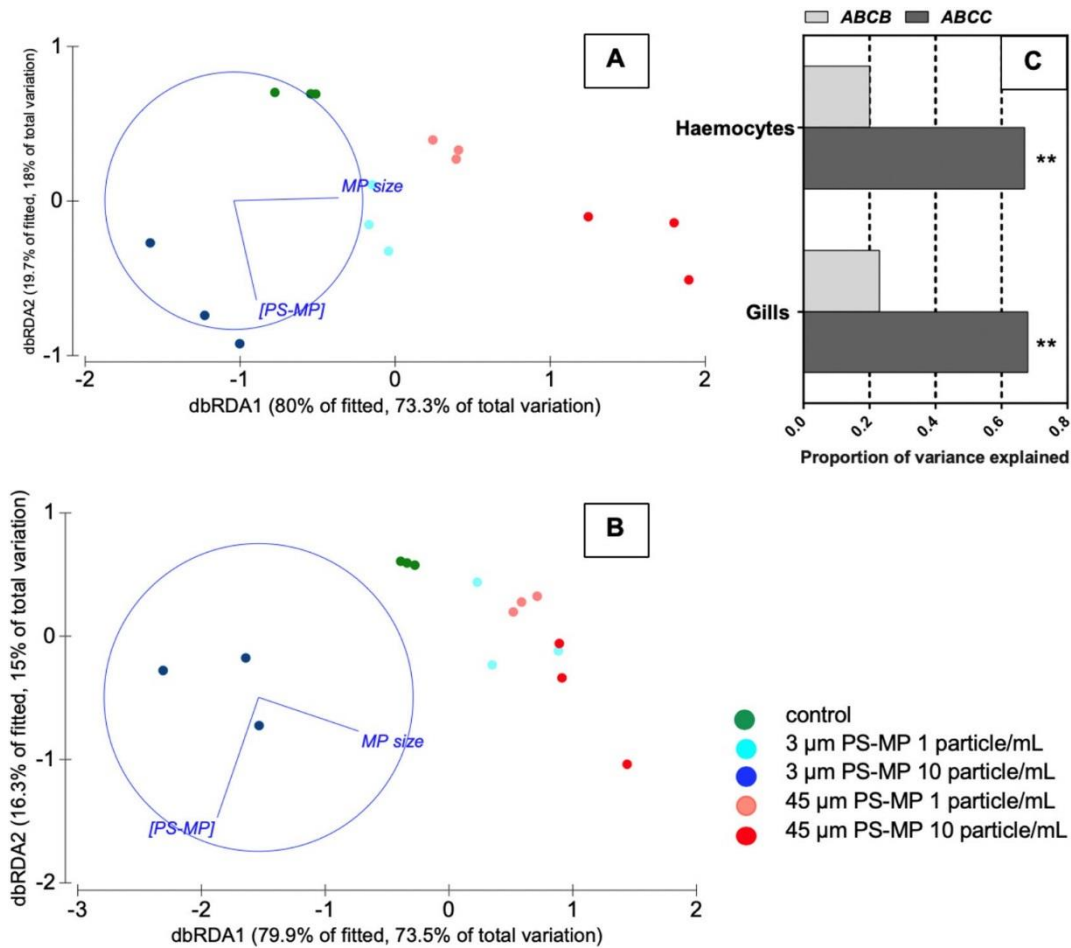 A
dbRDA2 (19.7% of fitted, 18% of total variation)
1
0
-1
MP size
[PS-MP]
-2
-1
0
1
2
dbRDA1 (80% of fitted, 73.3% of total variation)
ABCB
ABCC
C
Haemocytes
**
Gills
**
0.0
0.2
0.4
0.6
0.8
Proportion of variance explained
B
dbRDA2 (16.3% of fitted, 15% of total variation)
1
0
-1
-2
MP size
[PS-MP]
-3
-2
-1
0
1
2
dbRDA1 (79.9% of fitted, 73.5% of total variation)
control
3 µm PS-MP 1 particle/mL
3 µm PS-MP 10 particle/mL
45 µm PS-MP 1 particle/mL
45 µm PS-MP 10 particle/mL